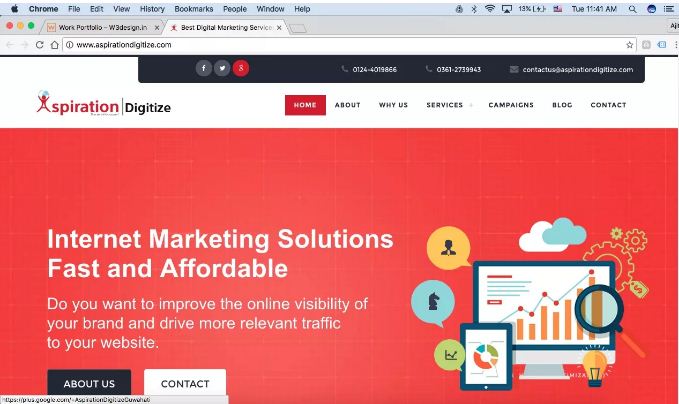 Chrome File Edit View History Bookmarks People Window Help 13% Tue 11:41 AM
Work Portfolio – W3design.in Best Digital Marketing Service Ajit
www.aspirationdigitize.com
f g 0124-4019866 0361-2739943 contactus@aspirationdigitize.com
Aspiration Digitize
HOME ABOUT WHY US SERVICES + CAMPAIGNS BLOG CONTACT
Internet Marketing Solutions
Fast and Affordable
Do you want to improve the online visibility of
your brand and drive more relevant traffic
to your website.
ABOUT US CONTACT
https://plus.google.com/+AspirationDigitizeGuwahati